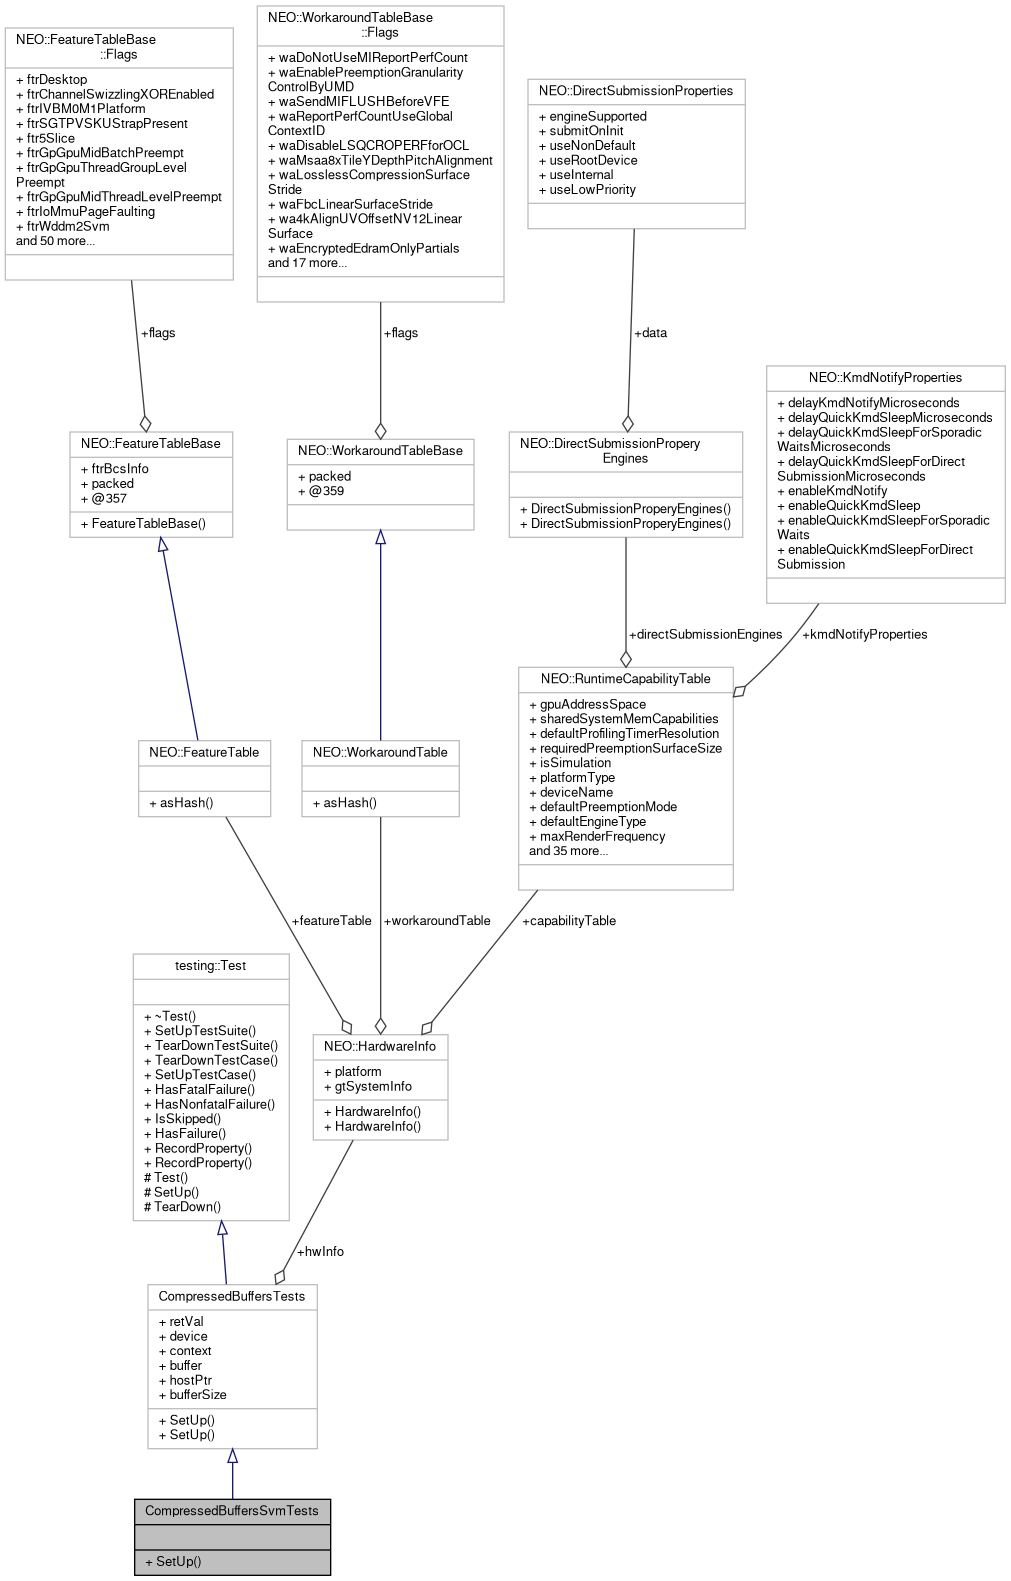 NEO::FeatureTableBase
::Flags
+ ftrDesktop
+ ftrChannelSwizzlingXOREnabled
+ ftrIVBM0M1Platform
+ ftrSGTPVSKUStrapPresent
+ ftr5Slice
+ ftrGpGpuMidBatchPreempt
+ ftrGpGpuThreadGroupLevel
Preempt
+ ftrGpGpuMidThreadLevelPreempt
+ ftrIoMmuPageFaulting
+ ftrWddm2Svm
and 50 more...
NEO::WorkaroundTableBase
::Flags
+ waDoNotUseMIReportPerfCount
+ waEnablePreemptionGranularity
ControlByUMD
+ waSendMIFLUSHBeforeVFE
+ waReportPerfCountUseGlobal
ContextID
+ waDisableLSQCROPERFforOCL
+ waMsaa8xTileYDepthPitchAlignment
+ waLosslessCompressionSurface
Stride
+ waFbcLinearSurfaceStride
+ wa4kAlignUVOffsetNV12Linear
Surface
+ waEncryptedEdramOnlyPartials
and 17 more...
NEO::DirectSubmissionProperties
+ engineSupported
+ submitOnInit
+ useNonDefault
+ useRootDevice
+ useInternal
+ useLowPriority
+flags
+flags
+data
NEO::KmdNotifyProperties
+ delayKmdNotifyMicroseconds
+ delayQuickKmdSleepMicroseconds
+ delayQuickKmdSleepForSporadic
WaitsMicroseconds
+ delayQuickKmdSleepForDirect
SubmissionMicroseconds
+ enableKmdNotify
+ enableQuickKmdSleep
+ enableQuickKmdSleepForSporadic
Waits
+ enableQuickKmdSleepForDirect
Submission
NEO::FeatureTableBase
+ ftrBcsInfo
+ packed
+ @357
+ FeatureTableBase()
NEO::WorkaroundTableBase
+ packed
+ @359
NEO::DirectSubmissionPropery
Engines
+ DirectSubmissionProperyEngines()
+ DirectSubmissionProperyEngines()
+directSubmissionEngines
+kmdNotifyProperties
NEO::FeatureTable
+ asHash()
NEO::WorkaroundTable
+ asHash()
NEO::RuntimeCapabilityTable
+ gpuAddressSpace
+ sharedSystemMemCapabilities
+ defaultProfilingTimerResolution
+ requiredPreemptionSurfaceSize
+ isSimulation
+ platformType
+ deviceName
+ defaultPreemptionMode
+ defaultEngineType
+ maxRenderFrequency
and 35 more...
+featureTable
+workaroundTable
+capabilityTable
testing::Test
+ ~Test()
+ SetUpTestSuite()
+ TearDownTestSuite()
+ TearDownTestCase()
+ SetUpTestCase()
+ HasFatalFailure()
+ HasNonfatalFailure()
+ IsSkipped()
+ HasFailure()
+ RecordProperty()
+ RecordProperty()
# Test()
# SetUp()
# TearDown()
NEO::HardwareInfo
+ platform
+ gtSystemInfo
+ HardwareInfo()
+ HardwareInfo()
+hwInfo
CompressedBuffersTests
+ retVal
+ device
+ context
+ buffer
+ hostPtr
+ bufferSize
+ SetUp()
+ SetUp()
CompressedBuffersSvmTests
+ SetUp()